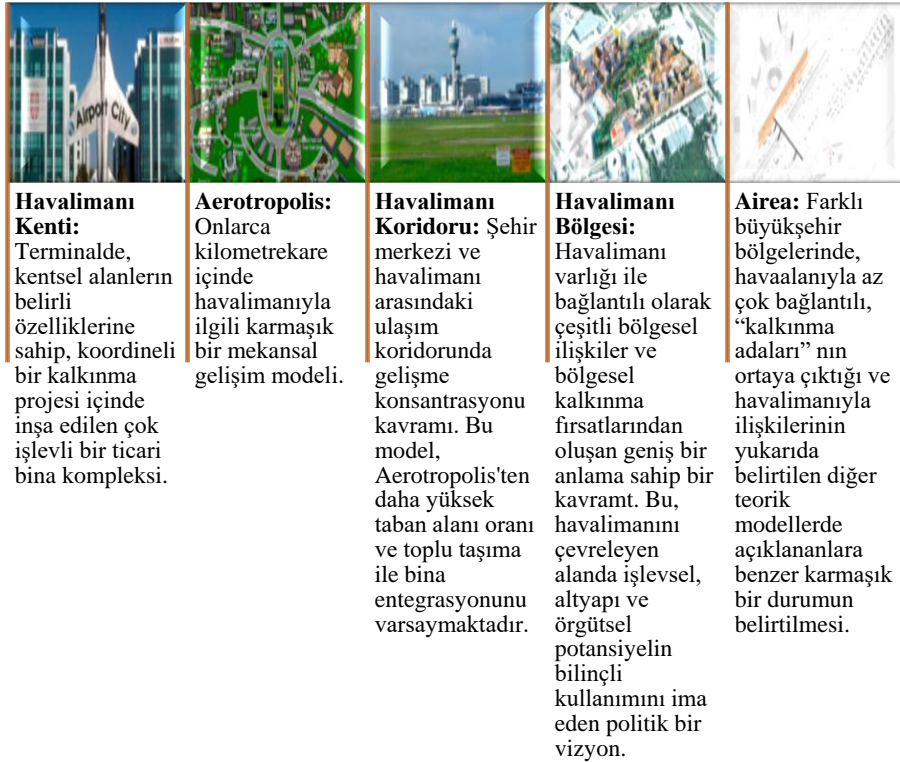 Airport City
Havalimanı
Kenti:
Terminalde,
kentsel alanlerın
belirli
özelliklerine
sahip, koordineli
bir kalkınma
projesi içinde
inşa edilen çok
işlevli bir ticari
bina kompleksi.
Aerotropolis:
Onlarca
kilometrekare
içinde
havalimanıyla
ilgili karmaşık
bir mekansal
gelişim modeli.
Havalimanı
Koridoru: Şehir
merkezi ve
havalimanı
arasındaki
ulaşım
koridorunda
gelişme
konsantrasyonu
kavramı. Bu
model,
Aerotropolis'ten
daha yüksek
taban alanı oranı
ve toplu taşıma
ile bina
entegrasyonunu
varsaymaktadır.
Havalimanı
Bölgesi:
Havalimanı
varlığı ile
bağlantılı olarak
çeşitli bölgesel
ilişkiler ve
bölgesel
kalkınma
fırsatlarından
oluşan geniş bir
anlama sahip bir
kavramt. Bu,
havalimanını
çevreleyen
alanda işlevsel,
altyapı ve
örgütsel
potansiyelin
bilinçli
kullanımını ima
eden politik bir
vizyon.
Airea: Farklı
büyükşehir
bölgelerinde,
havaalanıyla az
çok bağlantılı,
“kalkınma
adaları” nın
ortaya çıktığı ve
havalimanıyla
ilişkilerinin
yukarıda
belirtilen diğer
teorik
modellerde
açıklananlara
benzer karmaşık
bir durumun
belirtilmesi.